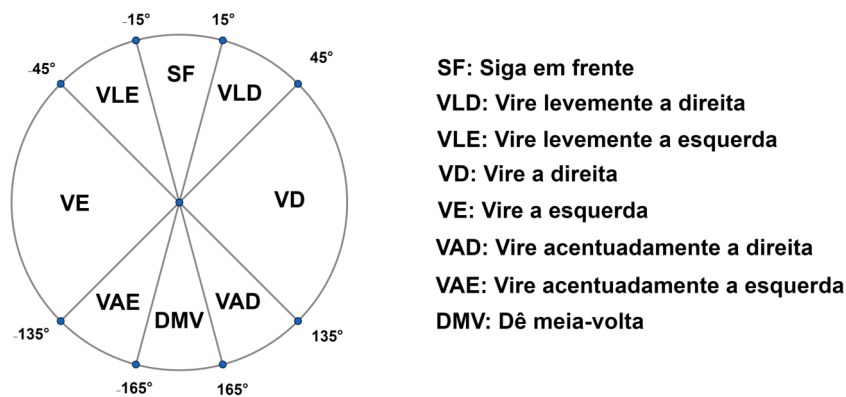 -15° 15°
-45° 45°
SF
VLE VLD
VE VD
VAE VAD
DMV
-135° 135°
-165° 165°
SF: Siga em frente
VLD: Vire levemente a direita
VLE: Vire levemente a esquerda
VD: Vire a direita
VE: Vire a esquerda
VAD: Vire acentuadamente a direita
VAE: Vire acentuadamente a esquerda
DMV: Dê meia-volta